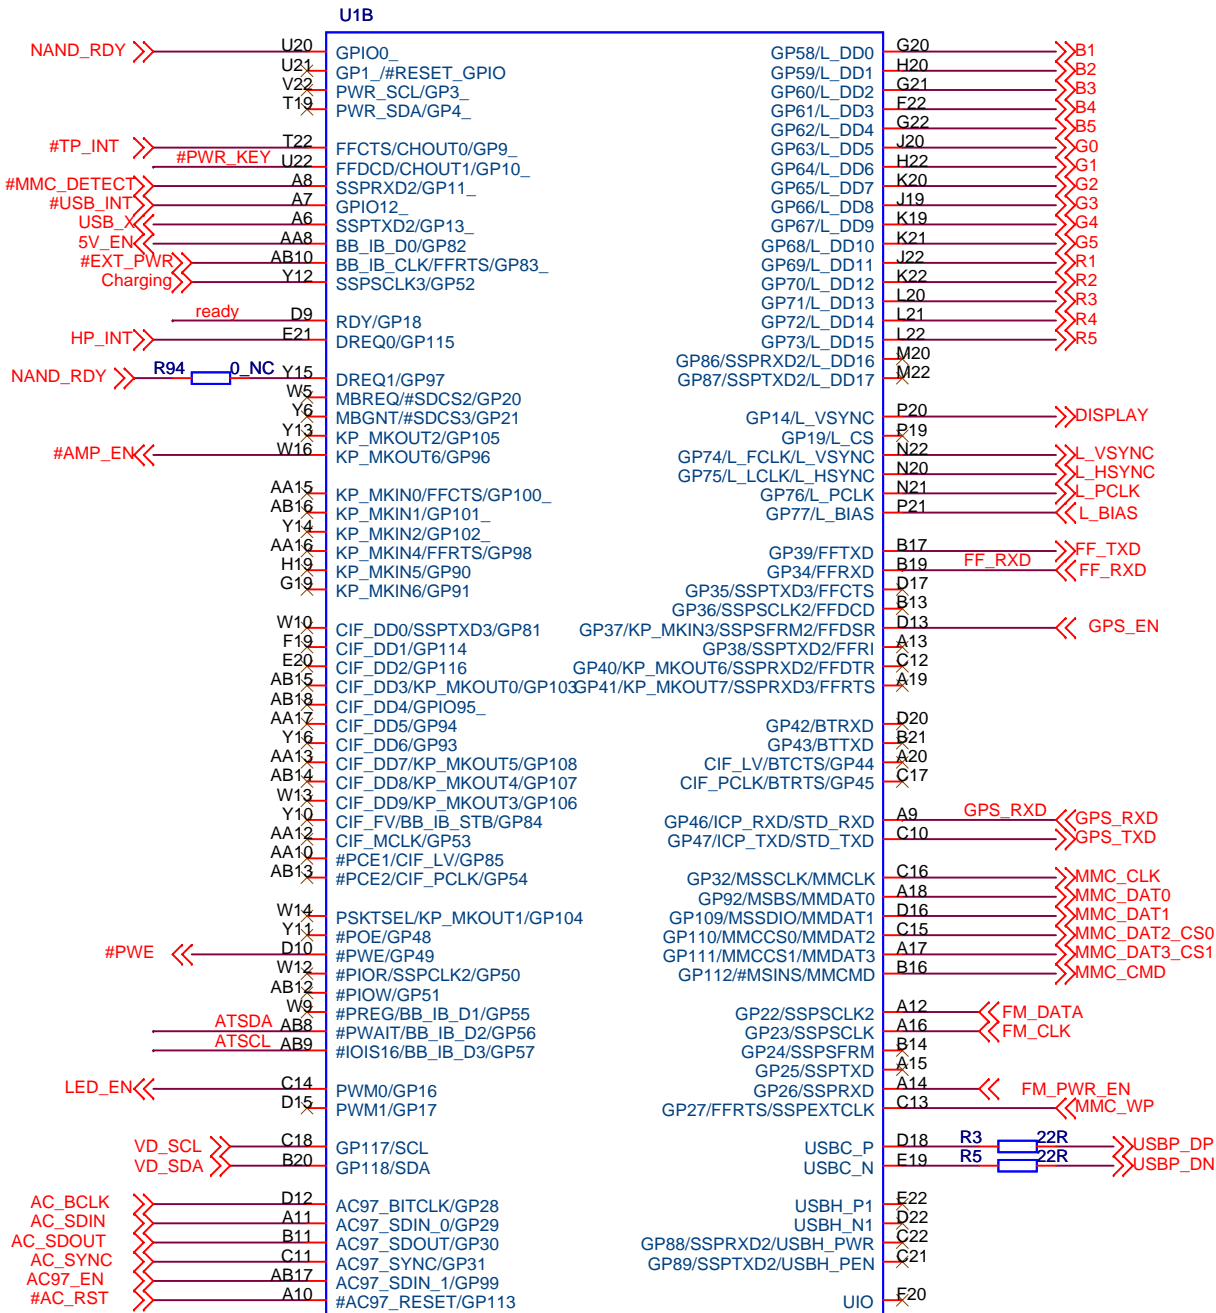 U1B
NAND_RDY U20 GPIO0_ GP58/L_DD0 G20 B1
U21 GP1_/#RESET_GPIO GP59/L_DD1 H20 B2
V22 PWR_SCL/GP3_ GP60/L_DD2 G21 B3
T19 PWR_SDA/GP4_ GP61/L_DD3 F22 B4
GP62/L_DD4 G22 B5
#TP_INT T22 FFCTS/CHOUT0/GP9_ GP63/L_DD5 J20 G0
#PWR_KEY U22 FFDCD/CHOUT1/GP10_ GP64/L_DD6 H22 G1
#MMC_DETECT A8 SSPRXD2/GP11_ GP65/L_DD7 K20 G2
#USB_INT A7 GPIO12_ GP66/L_DD8 J19 G3
USB_X A6 SSPTXD2/GP13_ GP67/L_DD9 K19 G4
5V_EN AA8 BB_IB_D0/GP82 GP68/L_DD10 K21 G5
#EXT_PWR AB10 BB_IB_CLK/FFRTS/GP83_ GP69/L_DD11 J22 R1
Charging Y12 SSPSCLK3/GP52 GP70/L_DD12 K22 R2
GP71/L_DD13 L20 R3
ready D9 RDY/GP18 GP72/L_DD14 L21 R4
HP_INT E21 DREQ0/GP115 GP73/L_DD15 L22 R5
GP86/SSPRXD2/L_DD16 M20
NAND_RDY R94 0_NC Y15 DREQ1/GP97 GP87/SSPTXD2/L_DD17 M22
W5 MBREQ/#SDCS2/GP20
Y6 MBGNT/#SDCS3/GP21 GP14/L_VSYNC P20 DISPLAY
Y13 KP_MKOUT2/GP105 GP19/L_CS P19
#AMP_EN W16 KP_MKOUT6/GP96 GP74/L_FCLK/L_VSYNC N22 L_VSYNC
GP75/L_LCLK/L_HSYNC N20 L_HSYNC
AA15 KP_MKIN0/FFCTS/GP100_ GP76/L_PCLK N21 L_PCLK
AB16 KP_MKIN1/GP101_ GP77/L_BIAS P21 L_BIAS
Y14 KP_MKIN2/GP102_
AA16 KP_MKIN4/FFRTS/GP98 GP39/FFTXD B17 FF_TXD
H19 KP_MKIN5/GP90 GP34/FFRXD B19 FF_RXD FF_RXD
G19 KP_MKIN6/GP91 GP35/SSPTXD3/FFCTS D17
GP36/SSPSCLK2/FFDCD B13
W10 CIF_DD0/SSPTXD3/GP81 GP37/KP_MKIN3/SSPSFRM2/FFDSR D13 GPS_EN
F19 CIF_DD1/GP114 GP38/SSPTXD2/FFRI A13
E20 CIF_DD2/GP116 GP40/KP_MKOUT6/SSPRXD2/FFDTR C12
AB15 CIF_DD3/KP_MKOUT0/GP103 GP41/KP_MKOUT7/SSPRXD3/FFRTS A19
AB18 CIF_DD4/GPIO95_
AA17 CIF_DD5/GP94 GP42/BTRXD D20
Y16 CIF_DD6/GP93 GP43/BTTXD B21
AA13 CIF_DD7/KP_MKOUT5/GP108 CIF_LV/BTCTS/GP44 A20
AB14 CIF_DD8/KP_MKOUT4/GP107 CIF_PCLK/BTRTS/GP45 C17
W13 CIF_DD9/KP_MKOUT3/GP106
Y10 CIF_FV/BB_IB_STB/GP84 GP46/ICP_RXD/STD_RXD A9 GPS_RXD GPS_RXD
AA12 CIF_MCLK/GP53 GP47/ICP_TXD/STD_TXD C10 GPS_TXD
AA10 #PCE1/CIF_LV/GP85
AB13 #PCE2/CIF_PCLK/GP54 GP32/MSSCLK/MMCLK C16 MMC_CLK
GP92/MSBS/MMDAT0 A18 MMC_DAT0
W14 PSKTSEL/KP_MKOUT1/GP104 GP109/MSSDIO/MMDAT1 D16 MMC_DAT1
Y11 #POE/GP48 GP110/MMCCS0/MMDAT2 C15 MMC_DAT2_CS0
#PWE D10 #PWE/GP49 GP111/MMCCS1/MMDAT3 A17 MMC_DAT3_CS1
W12 #PIOR/SSPCLK2/GP50 GP112/#MSINS/MMCMD B16 MMC_CMD
AB12 #PIOW/GP51
W9 #PREG/BB_IB_D1/GP55 GP22/SSPSCLK2 A12 FM_DATA
ATSDA AB8 #PWAIT/BB_IB_D2/GP56 GP23/SSPSCLK A16 FM_CLK
ATSCL AB9 #IOIS16/BB_IB_D3/GP57 GP24/SSPSFRM B14
GP25/SSPTXD A15
LED_EN C14 PWM0/GP16 GP26/SSPRXD A14 FM_PWR_EN
D15 PWM1/GP17 GP27/FFRTS/SSPEXTCLK C13 MMC_WP
VD_SCL C18 GP117/SCL USBC_P D18 R3 22R USBP_DP
VD_SDA B20 GP118/SDA USBC_N E19 R5 22R USBP_DN
AC_BCLK D12 AC97_BITCLK/GP28 USBH_P1 E22
AC_SDIN A11 AC97_SDIN_0/GP29 USBH_N1 D22
AC_SDOUT B11 AC97_SDOUT/GP30 GP88/SSPRXD2/USBH_PWR C22
AC_SYNC C11 AC97_SYNC/GP31 GP89/SSPTXD2/USBH_PEN C21
AC97_EN AB17 AC97_SDIN_1/GP99
#AC_RST A10 #AC97_RESET/GP113 UIO F20